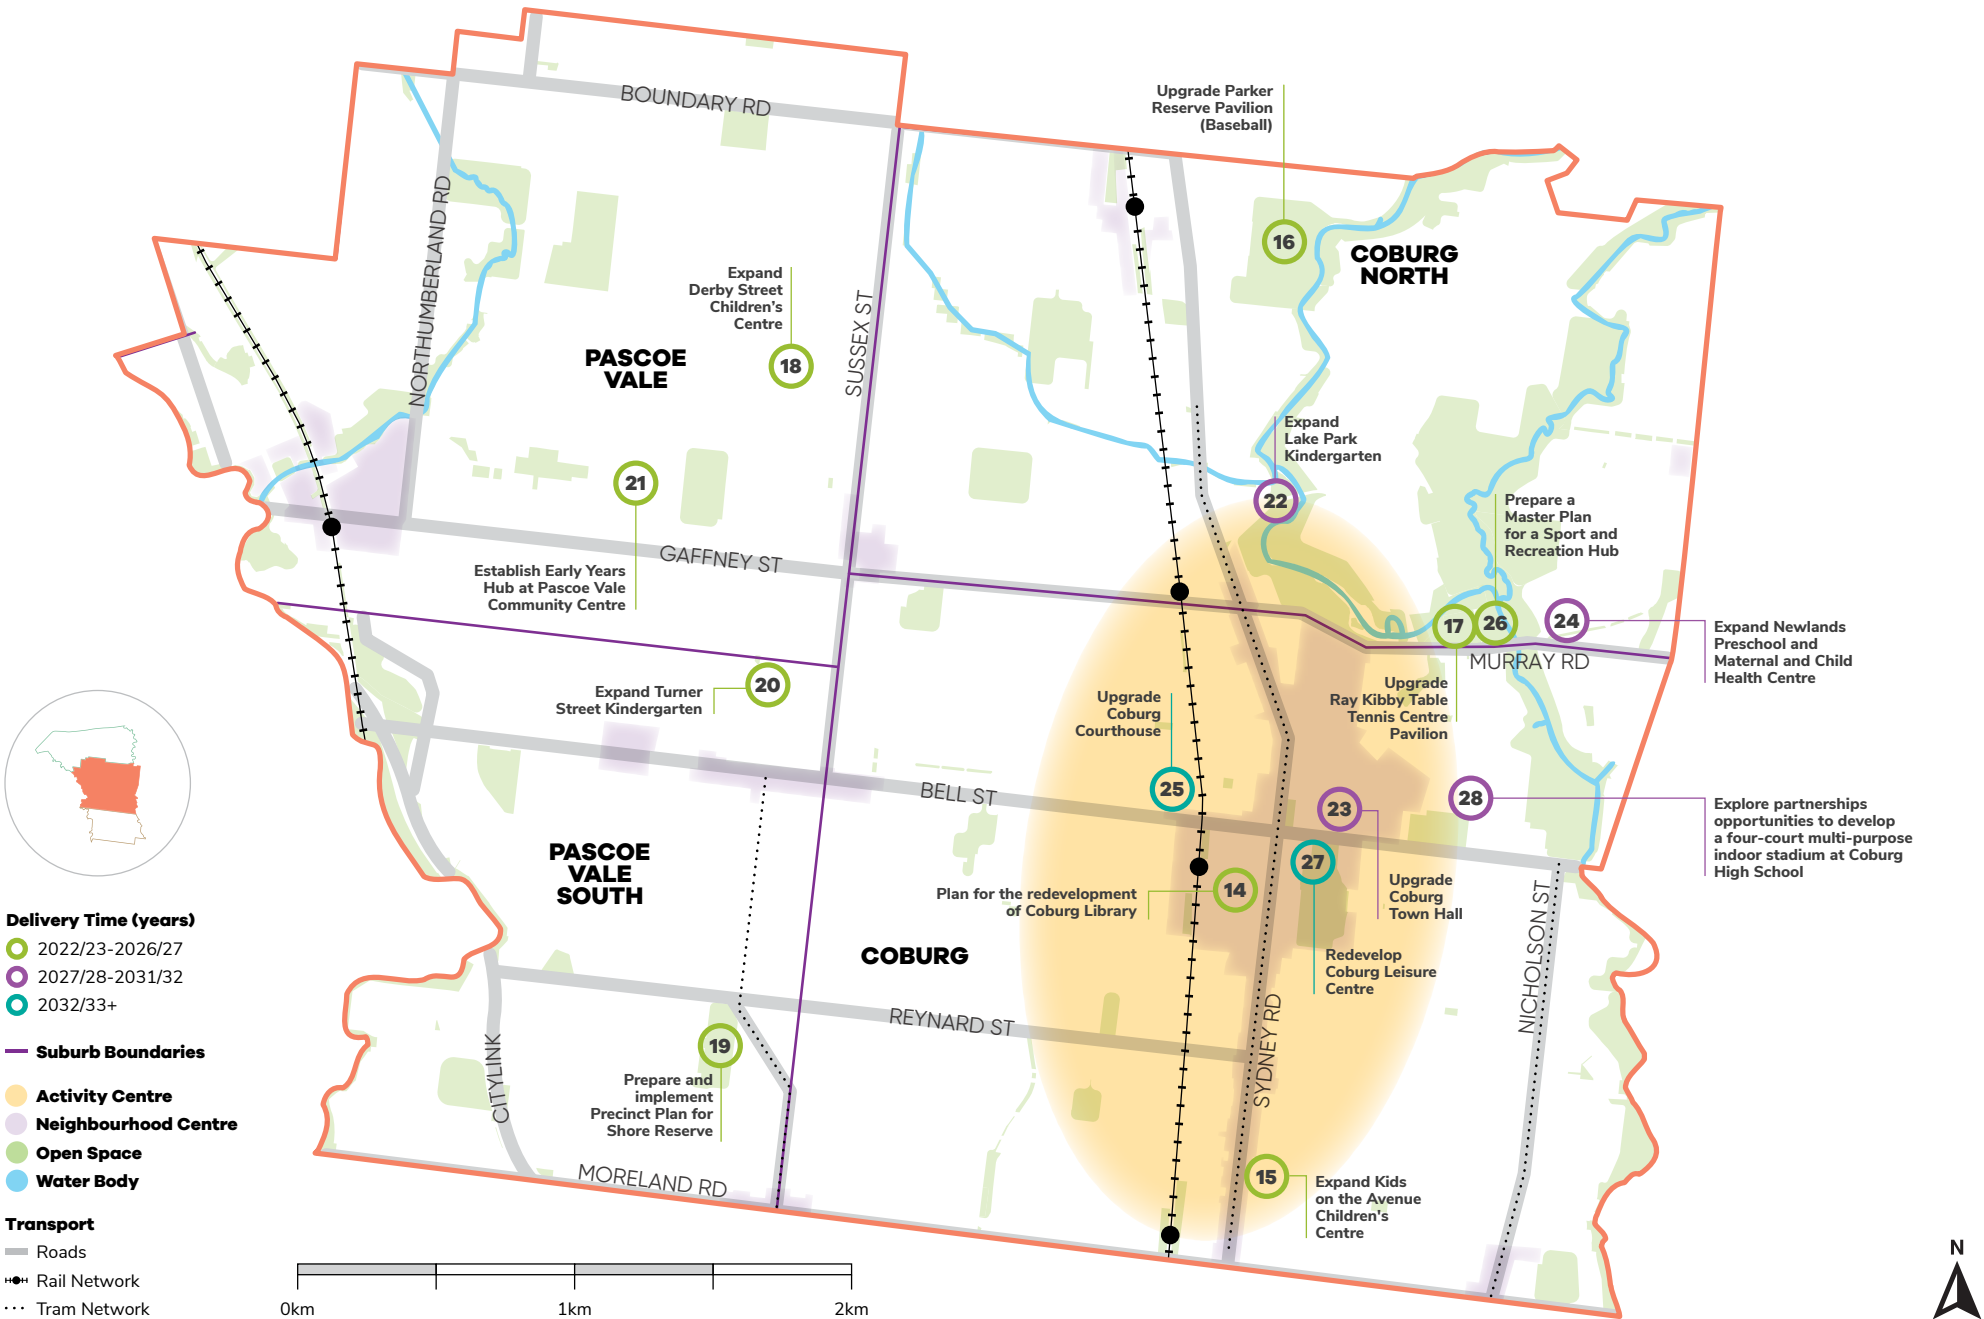 BOUNDARY RD
Upgrade Parker
Reserve Pavilion
(Baseball)
16
COBURG
NORTH
NORTHUMBERLAND RD
Expand
Derby Street
Children's
Centre
18
SUSSEX ST
PASCOE
VALE
Expand
Lake Park
Kindergarten
22
21
Prepare a
Master Plan
for a Sport and
Recreation Hub
GAFFNEY ST
Establish Early Years
Hub at Pascoe Vale
Community Centre
17
26
24
Expand Newlands
Preschool and
Maternal and Child
Health Centre
MURRAY RD
Expand Turner
Street Kindergarten
20
Upgrade
Coburg
Courthouse
25
Upgrade
Ray Kibby Table
Tennis Centre
Pavilion
BELL ST
23
28
Explore partnerships
opportunities to develop
a four-court multi-purpose
indoor stadium at Coburg
High School
PASCOE
VALE
SOUTH
27
Plan for the redevelopment
of Coburg Library
14
Upgrade
Coburg
Town Hall
COBURG
Redevelop
Coburg Leisure
Centre
NICHOLSON ST
REYNARD ST
SYDNEY RD
CITYLINK
19
Prepare and
implement
Precinct Plan for
Shore Reserve
MORELAND RD
15
Expand Kids
on the Avenue
Children's
Centre
Delivery Time (years)
2022/23-2026/27
2027/28-2031/32
2032/33+
Suburb Boundaries
Activity Centre
Neighbourhood Centre
Open Space
Water Body
Transport
Roads
Rail Network
Tram Network
0km
1km
2km
N